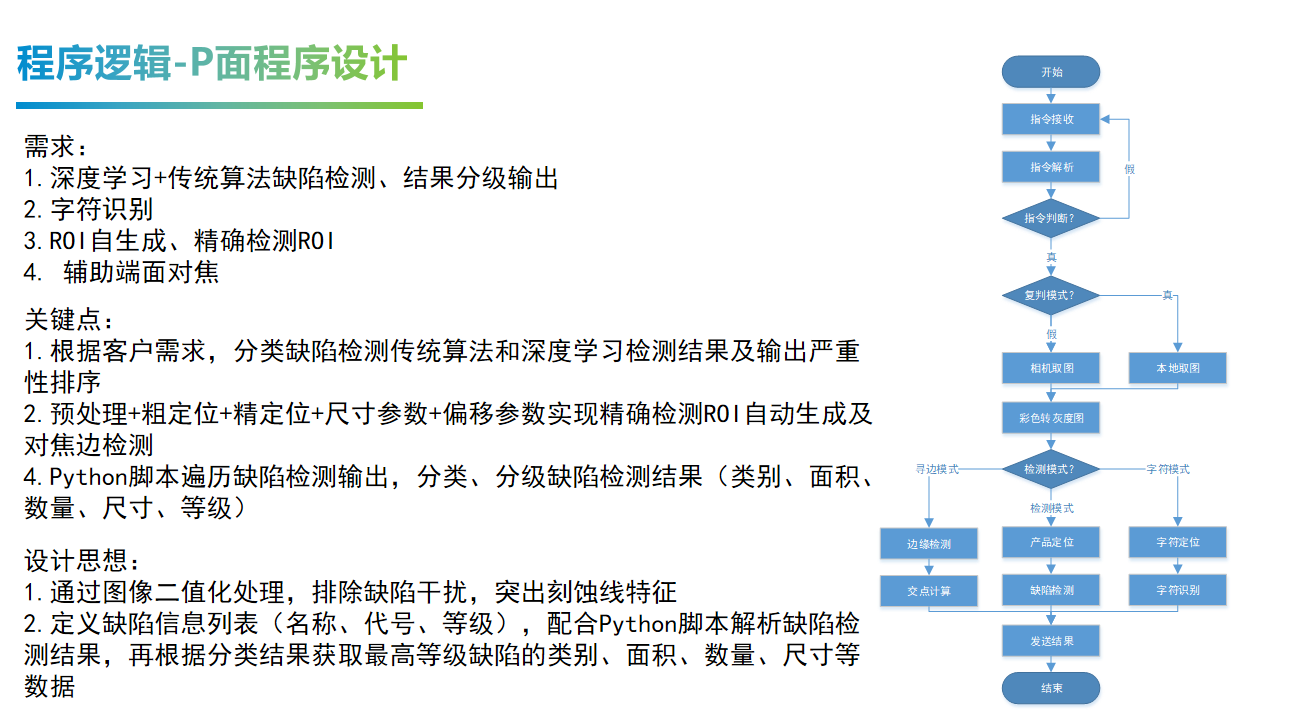 程序逻辑-P面程序设计
需求：
1.深度学习+传统算法缺陷检测、结果分级输出
2.字符识别
3.ROI自生成、精确检测ROI
4. 辅助端面对焦
关键点：
1.根据客户需求，分类缺陷检测传统算法和深度学习检测结果及输出严重
性排序
2.预处理+粗定位+精定位+尺寸参数+偏移参数实现精确检测ROI自动生成及
对焦边检测
4.Python脚本遍历缺陷检测输出，分类、分级缺陷检测结果（类别、面积、
数量、尺寸、等级）
设计思想：
1.通过图像二值化处理，排除缺陷干扰，突出刻蚀线特征
2.定义缺陷信息列表（名称、代号、等级），配合Python脚本解析缺陷检
测结果，再根据分类结果获取最高等级缺陷的类别、面积、数量、尺寸等
数据
开始
指令接收
指令解析
假
指令判断？
真
复判模式？
真
假
相机取图
本地取图
彩色转灰度图
寻边模式
检测模式？
字符模式
检测模式
边缘检测
产品定位
字符定位
交点计算
缺陷检测
字符识别
发送结果
结束